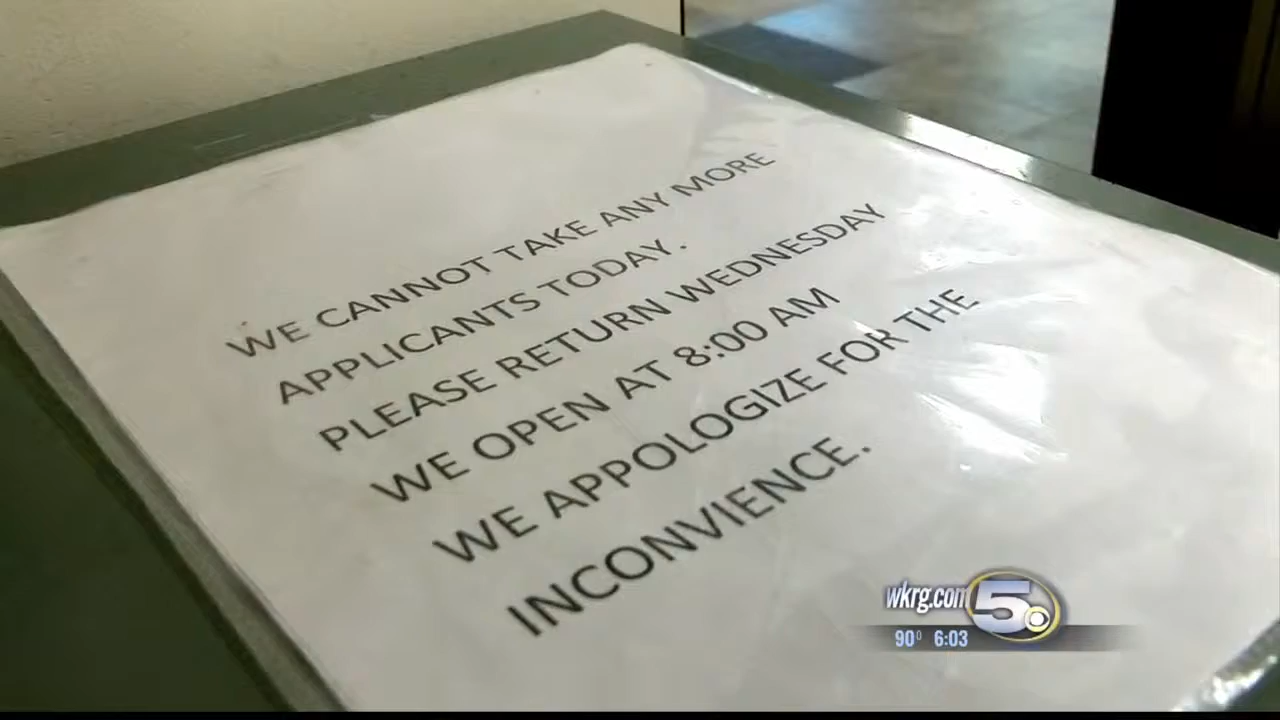 WE CANNOT TAKE ANY MORE
APPLICANTS TODAY.
PLEASE RETURN WEDNESDAY
WE OPEN AT 8:00 AM
WE APPOLOGIZE FOR THE
INCONVIENCE.
wkrg.com 5
90° 6:03